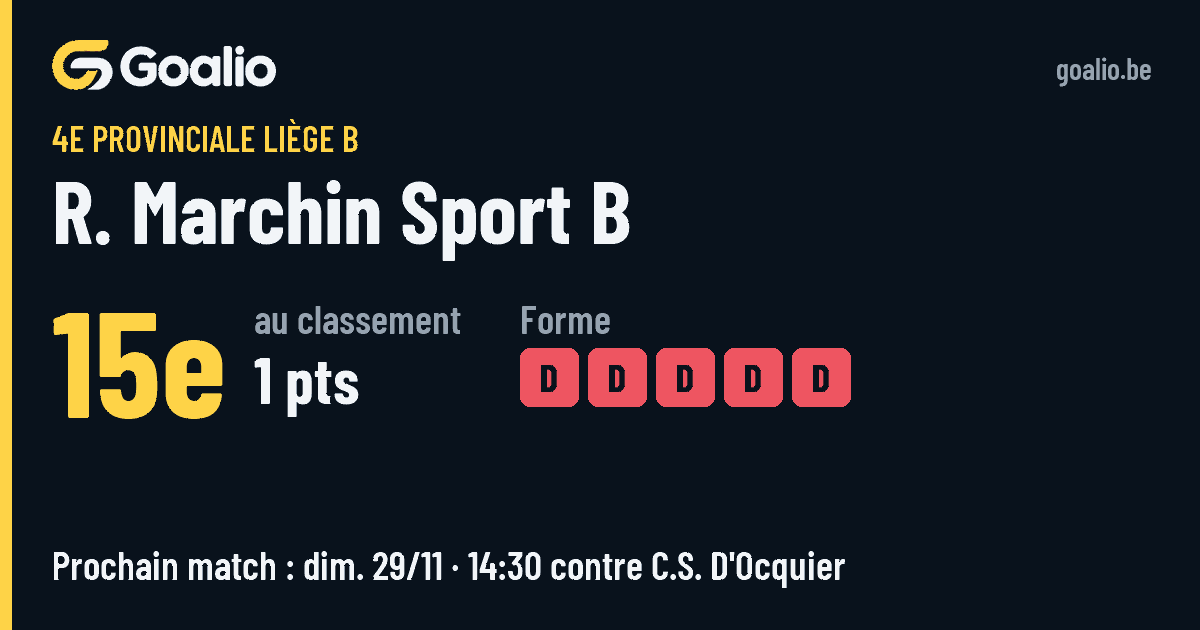 Goalio
goalio.be
4E PROVINCIALE LIÈGE B
R. Marchin Sport B
15e
au classement
1 pts
Forme
D D D D D
Prochain match : dim. 29/11 · 14:30 contre C.S. D'Ocquier